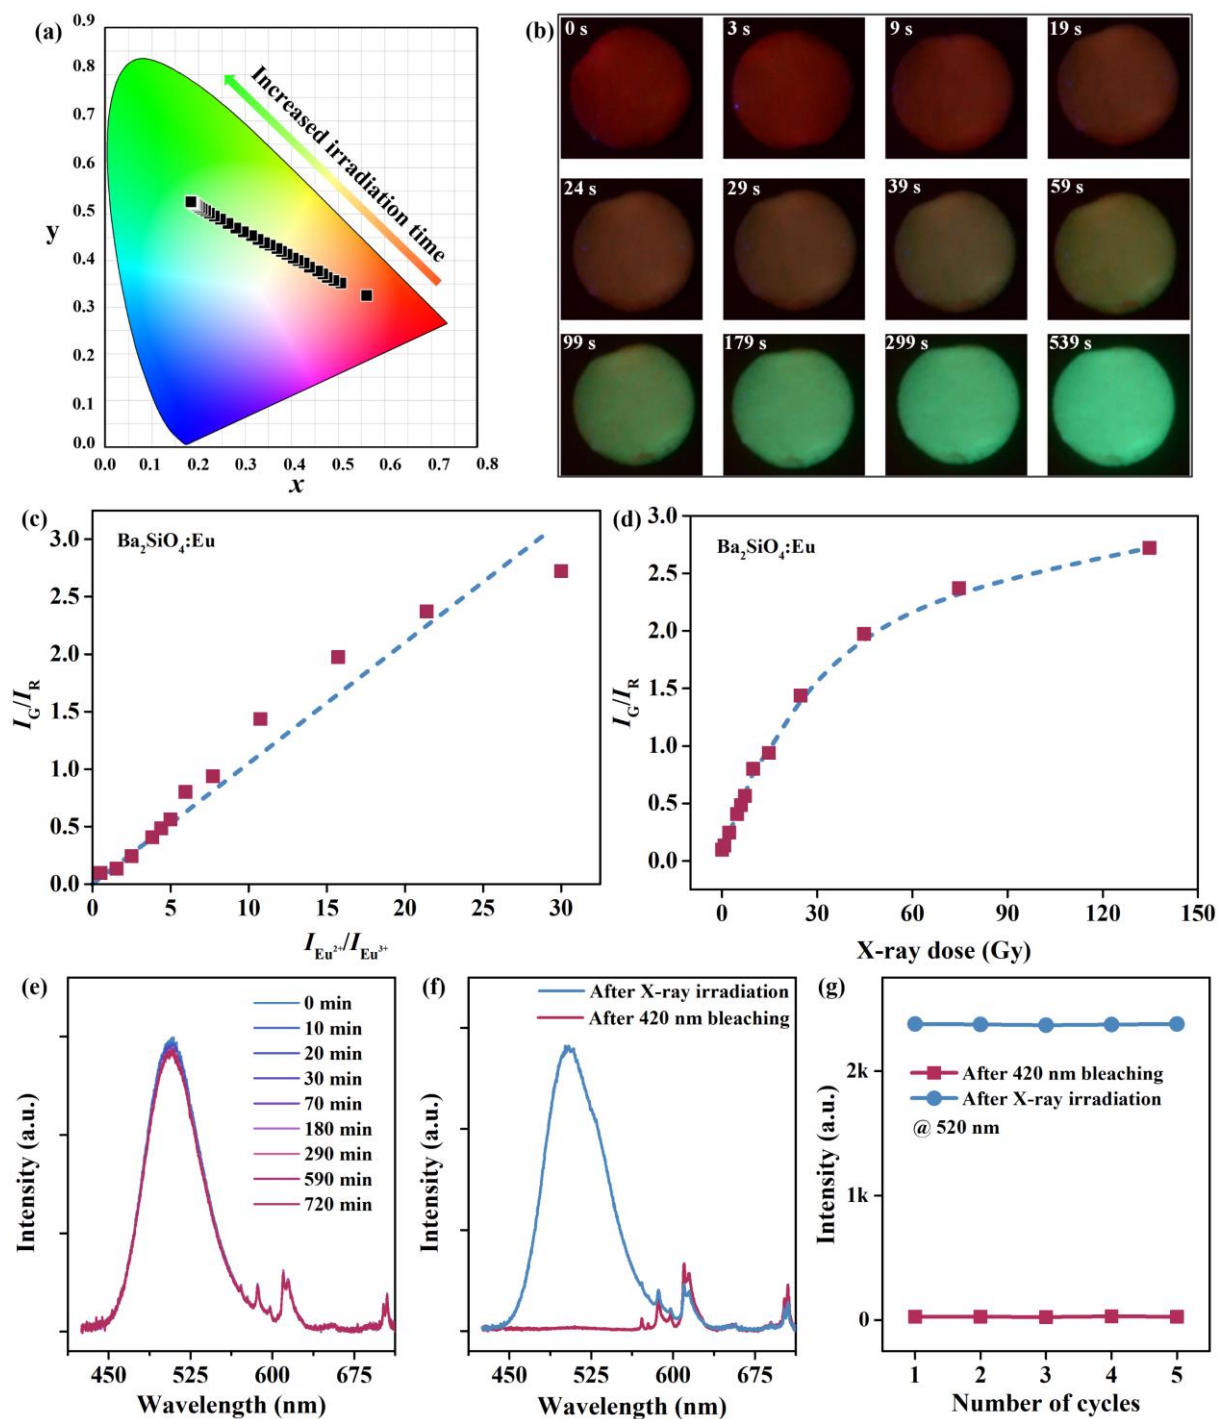 (a)
0.9
0.8
0.7
0.6
0.5
0.4
0.3
0.2
0.1
0.0
y
0.0 0.1 0.2 0.3 0.4 0.5 0.6 0.7 0.8
x
Increased irradiation time
(b)
0 s 3 s 9 s 19 s
24 s 29 s 39 s 59 s
99 s 179 s 299 s 539 s
(c)
Ba₂SiO₄:Eu
3.0
2.5
2.0
1.5
1.0
0.5
0.0
I_G/I_R
0 5 10 15 20 25 30
I_Eu²⁺/I_Eu³⁺
(d)
Ba₂SiO₄:Eu
3.0
2.5
2.0
1.5
1.0
0.5
0.0
I_G/I_R
0 30 60 90 120 150
X-ray dose (Gy)
(e)
0 min
10 min
20 min
30 min
70 min
180 min
290 min
590 min
720 min
Intensity (a.u.)
450 525 600 675
Wavelength (nm)
(f)
After X-ray irradiation
After 420 nm bleaching
Intensity (a.u.)
450 525 600 675
Wavelength (nm)
(g)
After 420 nm bleaching
After X-ray irradiation
@ 520 nm
2k
1k
0
Intensity (a.u.)
1 2 3 4 5
Number of cycles